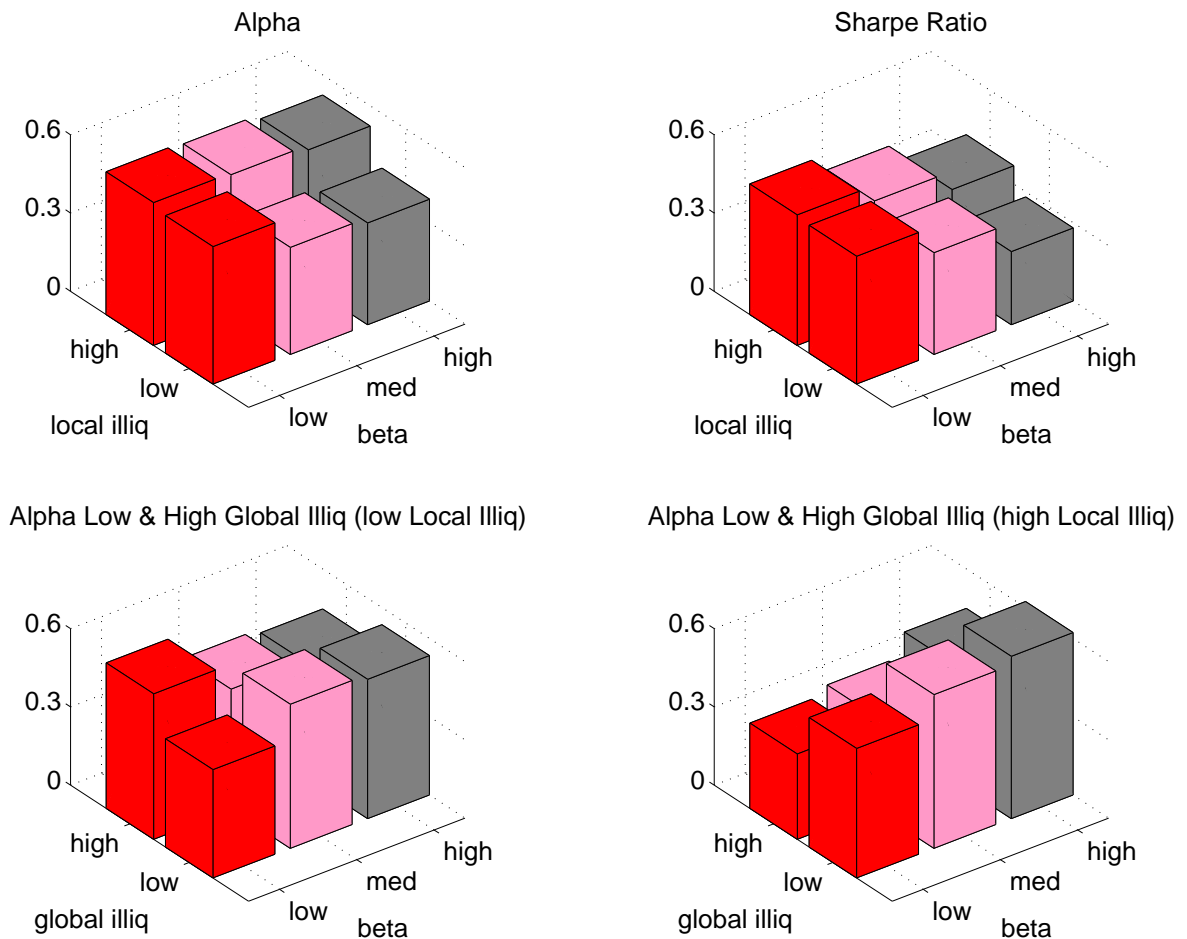 Alpha
0.6
0.3
0
high
low
local illiq
low
med
high
beta
Sharpe Ratio
0.6
0.3
0
high
low
local illiq
low
med
high
beta
Alpha Low & High Global Illiq (low Local Illiq)
0.6
0.3
0
high
low
global illiq
low
med
high
beta
Alpha Low & High Global Illiq (high Local Illiq)
0.6
0.3
0
high
low
global illiq
low
med
high
beta